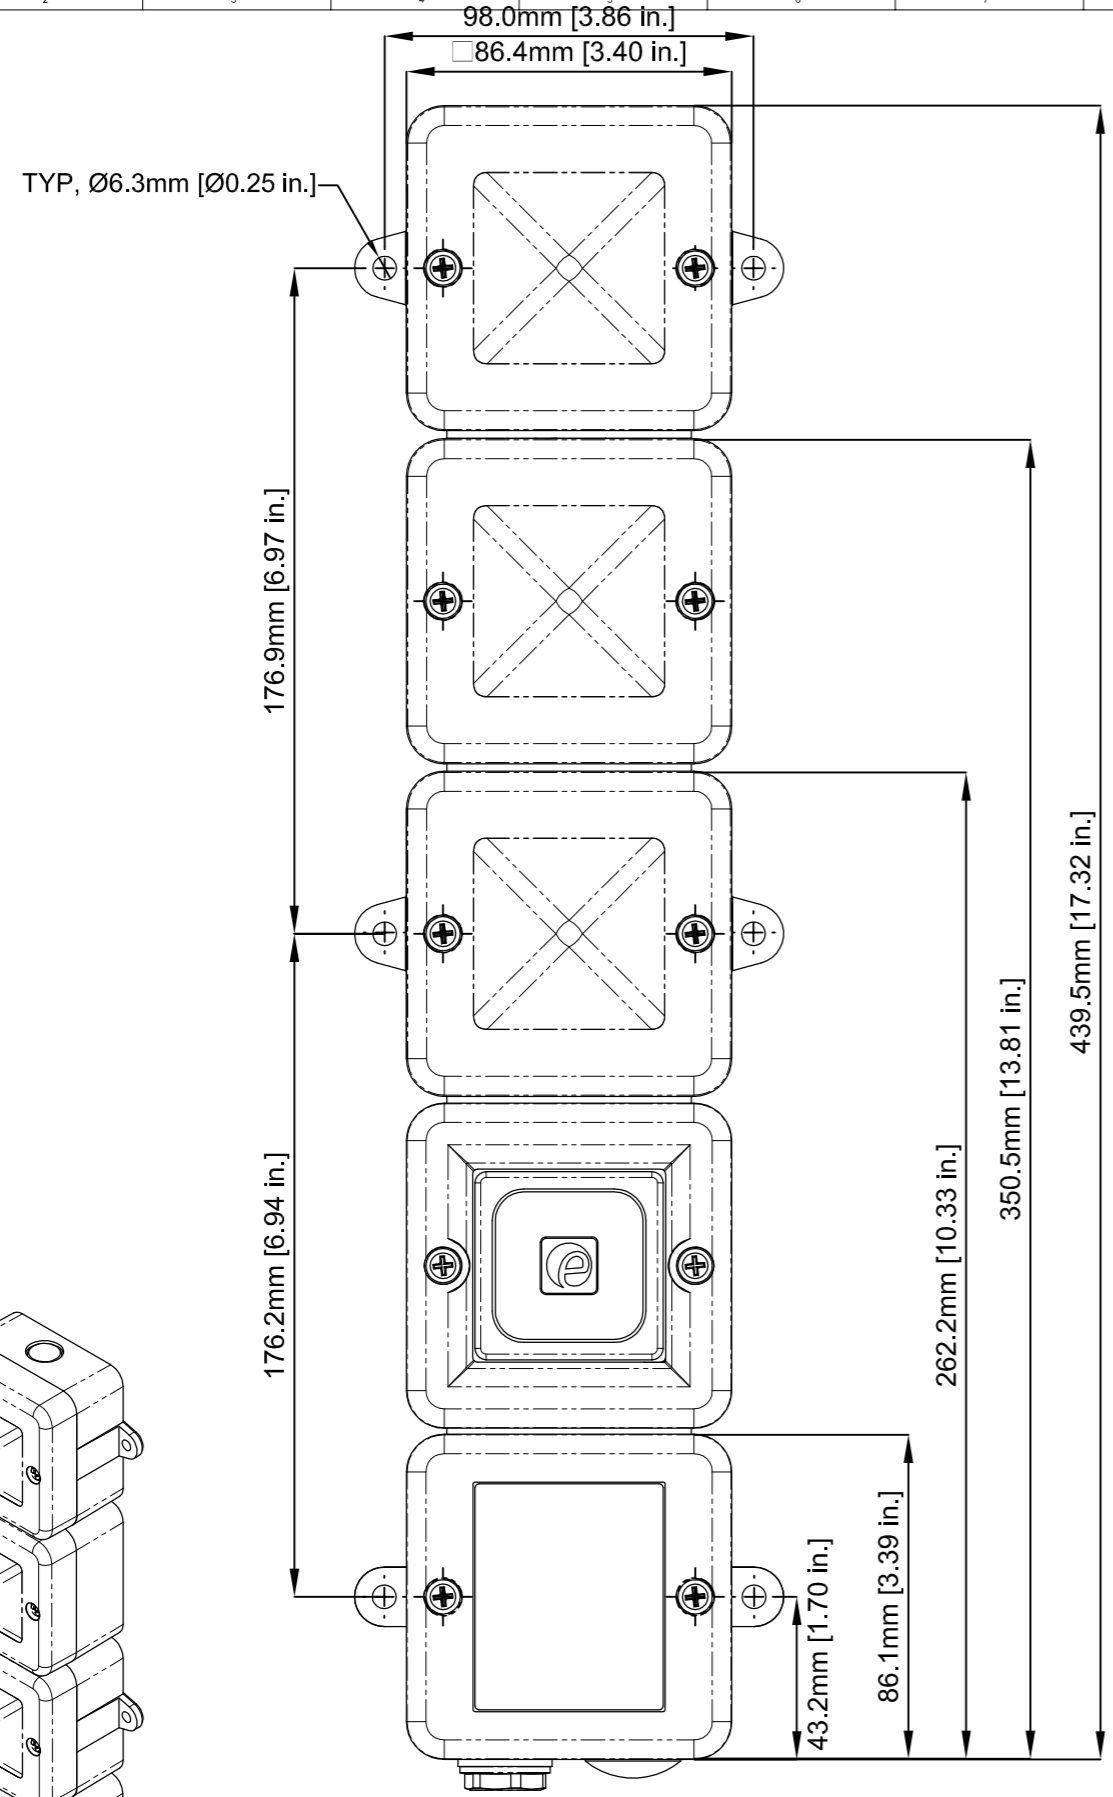 98.0mm [3.86 in.]
□86.4mm [3.40 in.]
TYP, Ø6.3mm [Ø0.25 in.]
176.9mm [6.97 in.]
176.2mm [6.94 in.]
439.5mm [17.32 in.]
350.5mm [13.81 in.]
262.2mm [10.33 in.]
86.1mm [3.39 in.]
43.2mm [1.70 in.]
e